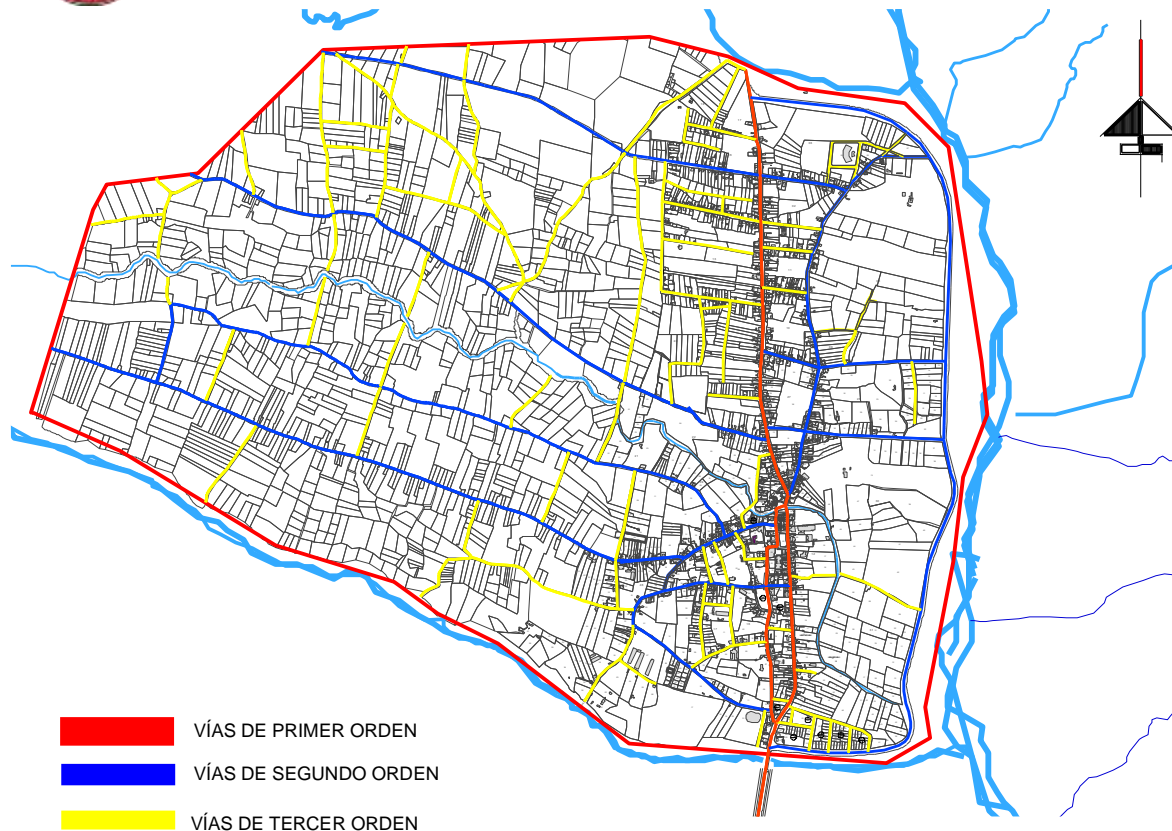 VÍAS DE PRIMER ORDEN
VÍAS DE SEGUNDO ORDEN
VÍAS DE TERCER ORDEN